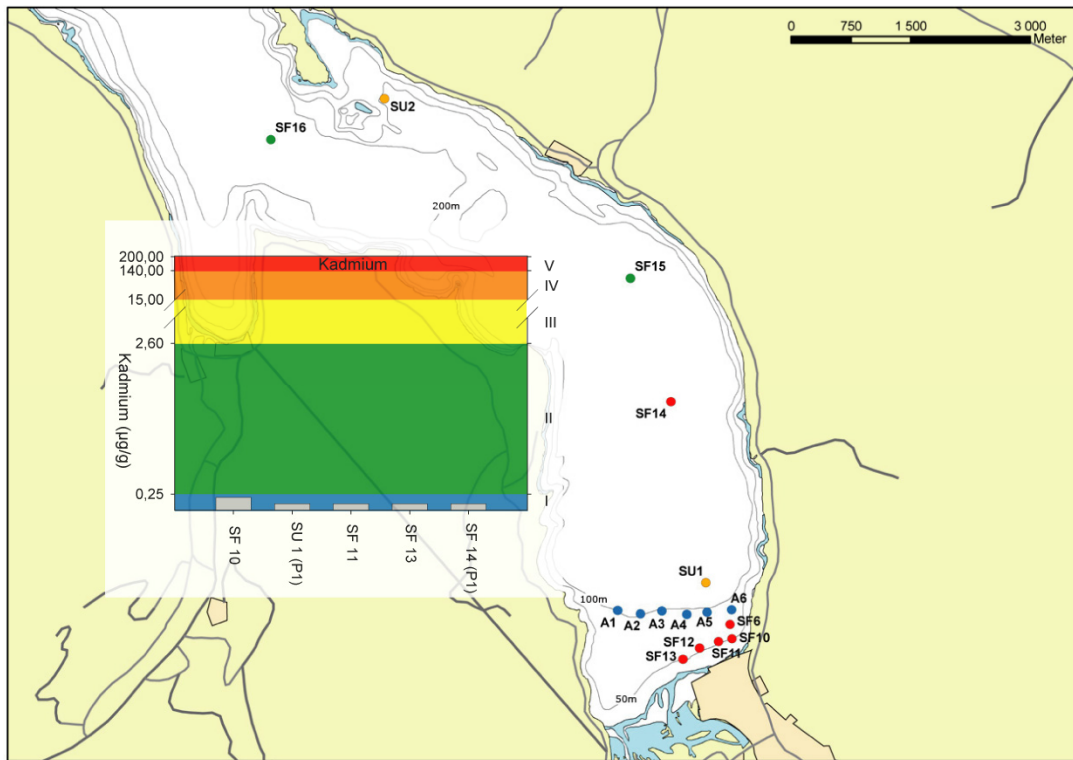 0 750 1 500 3 000
Meter
SU2
SF16
200m
SF15
200,00
Kadmium
V
140,00
IV
15,00
III
2,60
Kadmium (µg/g)
II
0,25
I
SF 10
SU 1 (P1)
SF 11
SF 13
SF 14 (P1)
SF14
SU1
100m
A1
A2
A3
A4
A5
A6
SF6
SF10
SF12
SF11
SF13
50m